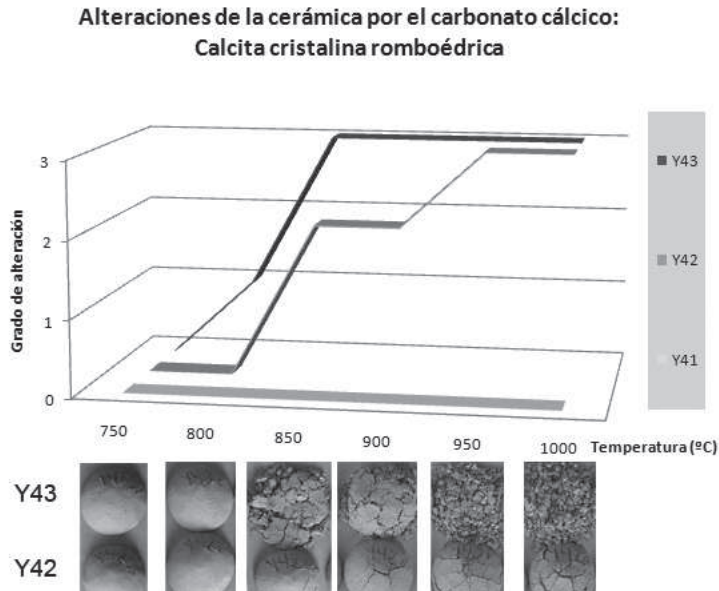 Alteraciones de la cerámica por el carbonato cálcico:
Calcita cristalina romboédrica
3
2
1
0
Grado de alteración
Y43
Y42
Y41
750
800
850
900
950
1000
Temperatura (ºC)
Y43
Y42